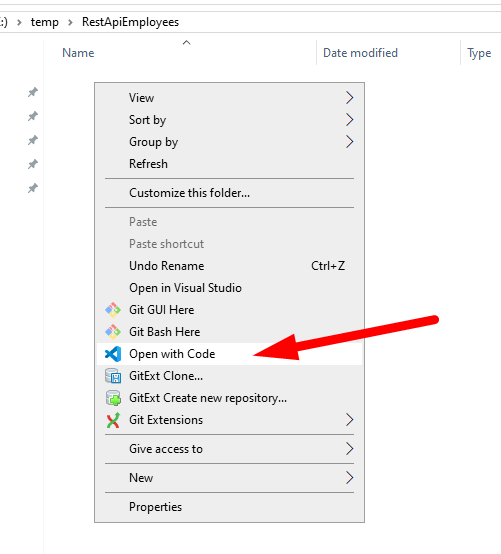 :) temp RestApiEmployees
Name Date modified Type
View
Sort by
Group by
Refresh
Customize this folder...
Paste
Paste shortcut
Undo Rename Ctrl+Z
Open in Visual Studio
Git GUI Here
Git Bash Here
Open with Code
GitExt Clone...
GitExt Create new repository...
Git Extensions
Give access to
New
Properties